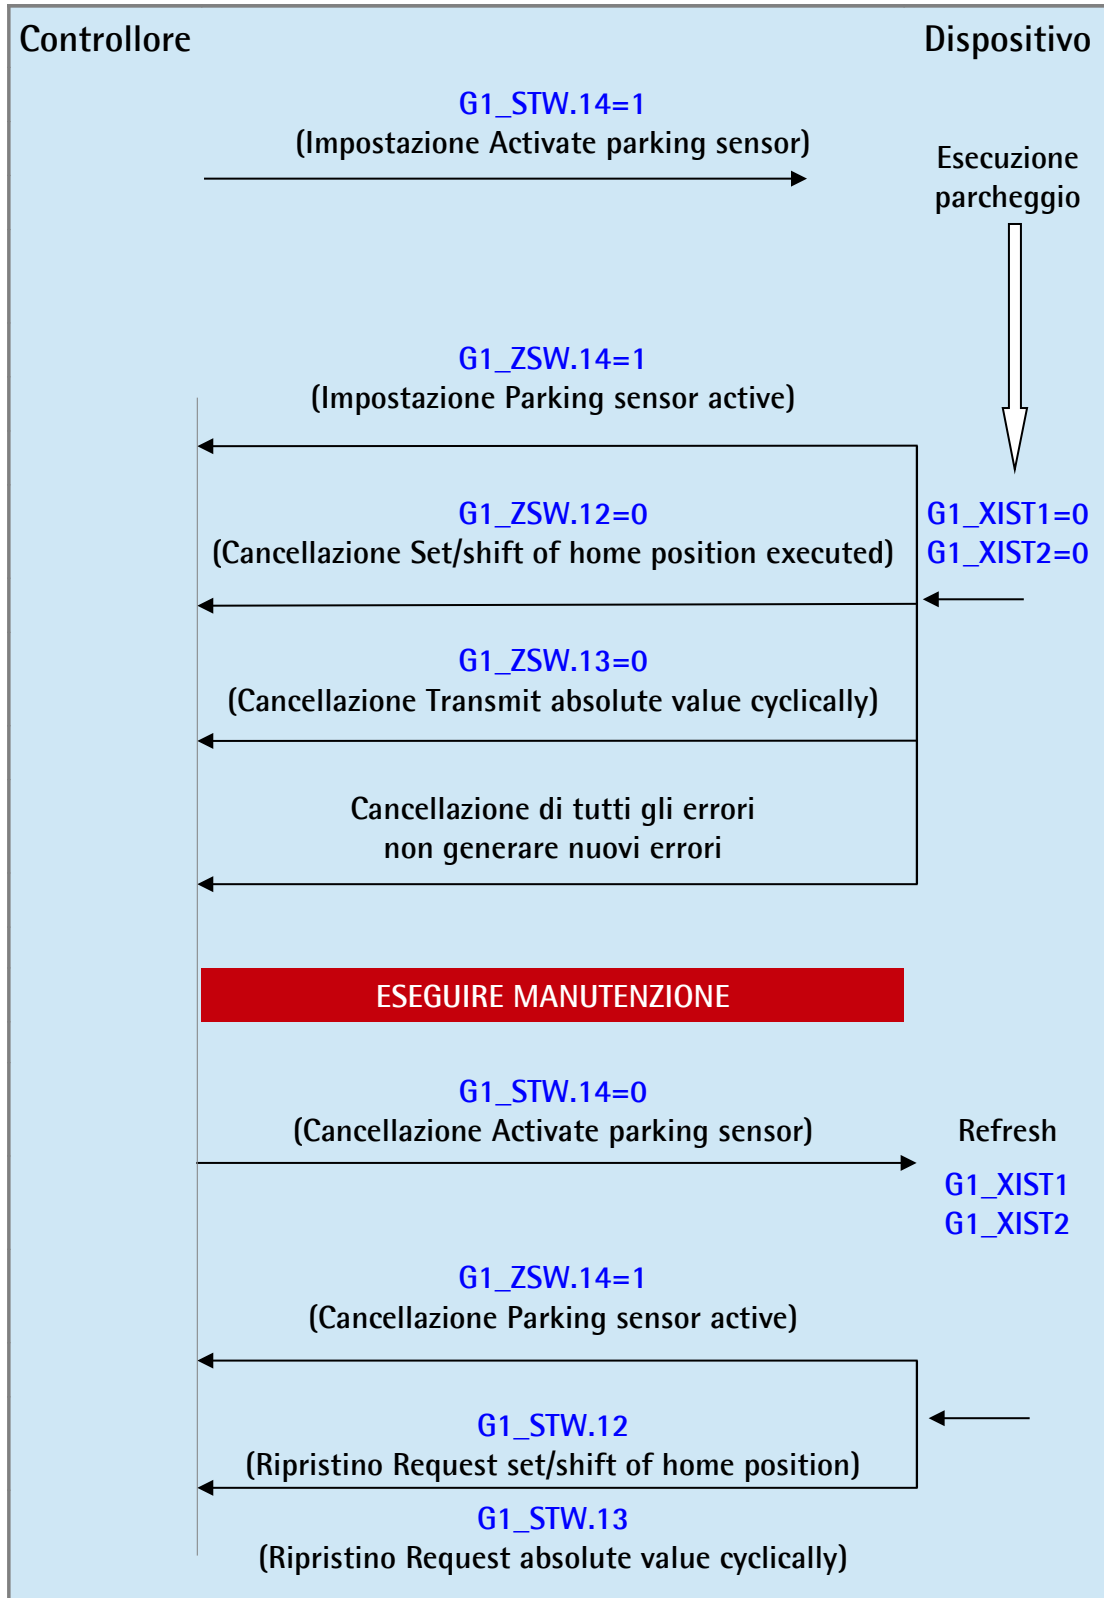 Controllore
Dispositivo
G1_STW.14=1
(Impostazione Activate parking sensor)
Esecuzione
parcheggio
G1_ZSW.14=1
(Impostazione Parking sensor active)
G1_ZSW.12=0
(Cancellazione Set/shift of home position executed)
G1_XIST1=0
G1_XIST2=0
G1_ZSW.13=0
(Cancellazione Transmit absolute value cyclically)
Cancellazione di tutti gli errori
non generare nuovi errori
ESEGUIRE MANUTENZIONE
G1_STW.14=0
(Cancellazione Activate parking sensor)
Refresh
G1_XIST1
G1_XIST2
G1_ZSW.14=1
(Cancellazione Parking sensor active)
G1_STW.12
(Ripristino Request set/shift of home position)
G1_STW.13
(Ripristino Request absolute value cyclically)